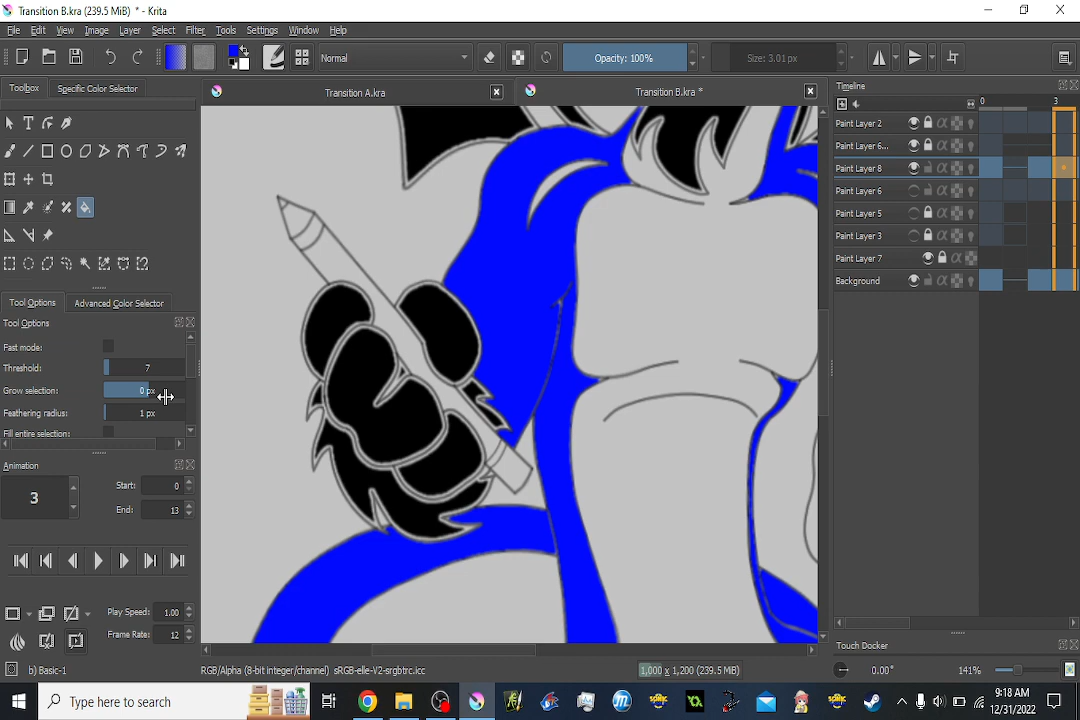 Transition B.kra (239.5 MiB) * - Krita
File Edit View Image Layer Select Filter Tools Settings Window Help
Normal Opacity: 100% Size: 3.01 px
Toolbox Specific Color Selector
Transition A.kra
Transition B.kra *
Timeline
0 3
Paint Layer 2
Paint Layer 6...
Paint Layer 8
Paint Layer 6
Paint Layer 5
Paint Layer 3
Paint Layer 7
Background
Tool Options Advanced Color Selector
Tool Options
Fast mode:
Threshold: 7
Grow selection: 0 px
Feathering radius: 1 px
Fill entire selection:
Animation
3
Start: 0
End: 13
Play Speed: 1.00
Frame Rate: 12
Touch Docker
b) Basic-1
RGB/Alpha (8-bit integer/channel) sRGB-elle-V2-srgbtrc.icc
1,000 x 1,200 (239.5 MB)
0.00°
141%
Type here to search
9:18 AM
12/31/2022